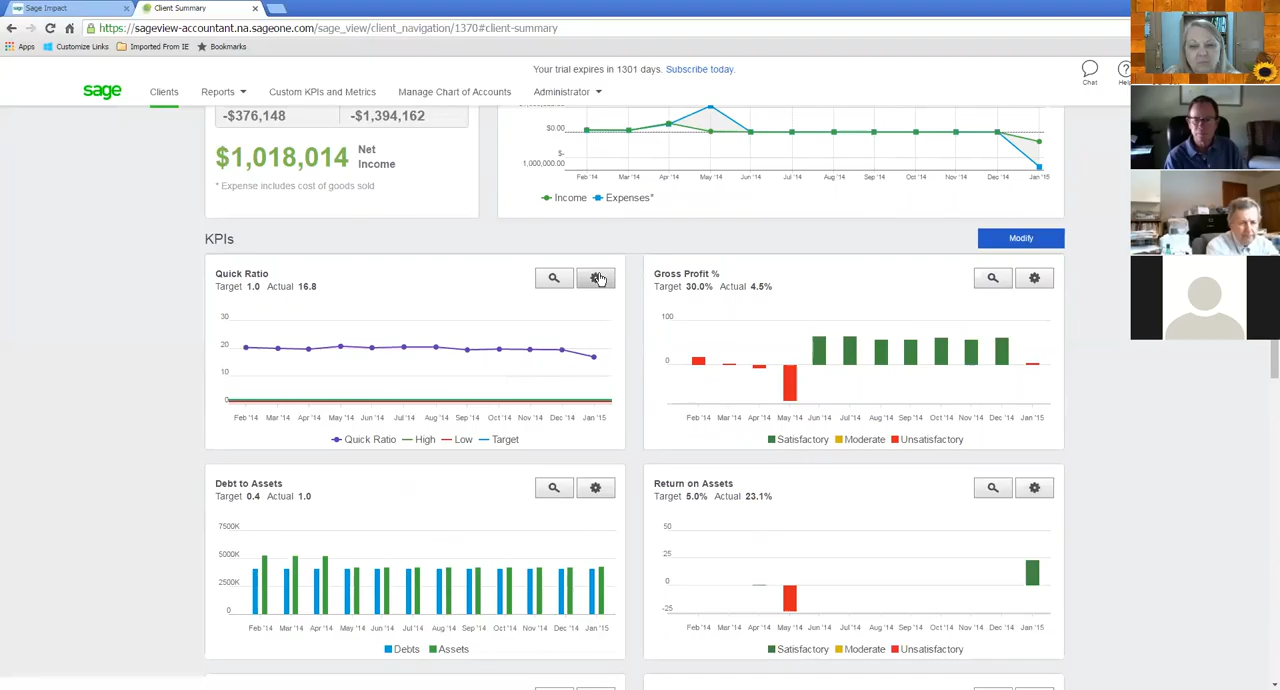 Sage Impact
Client Summary
https://sageview-accountant.na.sageone.com/sage_view/client_navigation/1370#client-summary
Apps Customize Links Imported From IE Bookmarks
Your trial expires in 1301 days. Subscribe today.
sage Clients Reports Custom KPIs and Metrics Manage Chart of Accounts Administrator
Chat
-$376,148 -$1,394,162
$1,018,014 Net Income
* Expense includes cost of goods sold
$0.00
$-
1,000,000.00
Feb '14 Mar '14 Apr '14 May '14 Jun '14 Jul '14 Aug '14 Sep '14 Oct '14 Nov '14 Dec '14 Jan '15
Income Expenses*
KPIs
Modify
Quick Ratio
Target 1.0 Actual 16.8
30
20
10
0
Feb '14 Mar '14 Apr '14 May '14 Jun '14 Jul '14 Aug '14 Sep '14 Oct '14 Nov '14 Dec '14 Jan '15
Quick Ratio High Low Target
Gross Profit %
Target 30.0% Actual 4.5%
100
0
Feb '14 Mar '14 Apr '14 May '14 Jun '14 Jul '14 Aug '14 Sep '14 Oct '14 Nov '14 Dec '14 Jan '15
Satisfactory Moderate Unsatisfactory
Debt to Assets
Target 0.4 Actual 1.0
7500K
5000K
2500K
0
Feb '14 Mar '14 Apr '14 May '14 Jun '14 Jul '14 Aug '14 Sep '14 Oct '14 Nov '14 Dec '14 Jan '15
Debts Assets
Return on Assets
Target 5.0% Actual 23.1%
50
25
0
-25
Feb '14 Mar '14 Apr '14 May '14 Jun '14 Jul '14 Aug '14 Sep '14 Oct '14 Nov '14 Dec '14 Jan '15
Satisfactory Moderate Unsatisfactory